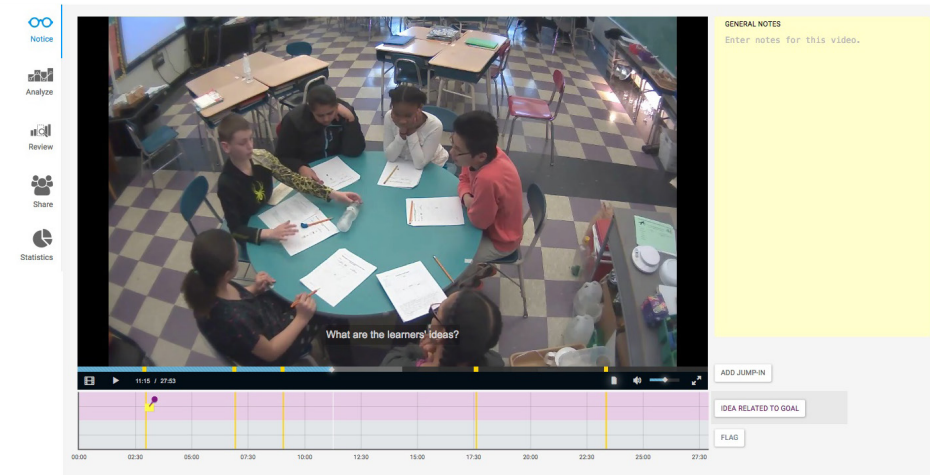 Notice
Analyze
Review
Share
Statistics
What are the learners' ideas?
11:15 / 27:53
00:00 02:30 05:00 07:30 10:00 12:30 15:00 17:30 20:00 22:30 25:00 27:30
GENERAL NOTES
Enter notes for this video.
ADD JUMP-IN
IDEA RELATED TO GOAL
FLAG